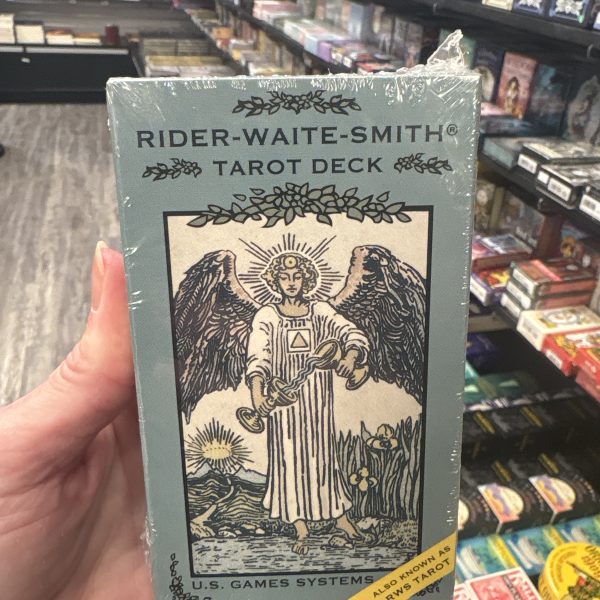 RIDER-WAITE-SMITH®
TAROT DECK
U.S. GAMES SYSTEMS
ALSO KNOWN AS
RWS TAROT